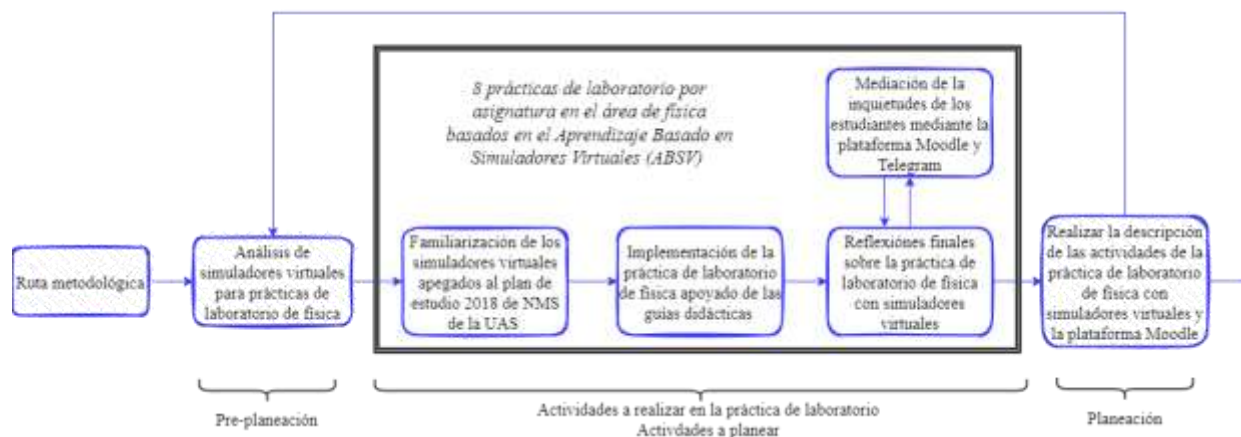 8 prácticas de laboratorio por
asignatura en el área de física
basados en el Aprendizaje Basado en
Simuladores Virtuales (ABSV)
Mediación de la
inquietudes de los
estudiantes mediante la
plataforma Moodle y
Telegram
Ruta metodológica
Análisis de
simuladores virtuales
para prácticas de
laboratorio de física
Familiarización de los
simuladores virtuales
apegados al plan de
estudio 2018 de NMS
de la UAS
Implementación de la
práctica de laboratorio
de física apoyado de las
guías didácticas
Reflexiónes finales
sobre la práctica de
laboratorio de física
con simuladores
virtuales
Realizar la descripción
de las actividades de la
práctica de laboratorio
de física con
simuladores virtuales y
la plataforma Moodle
Pre-planeación
Actividades a realizar en la práctica de laboratorio
Activdades a planear
Planeación